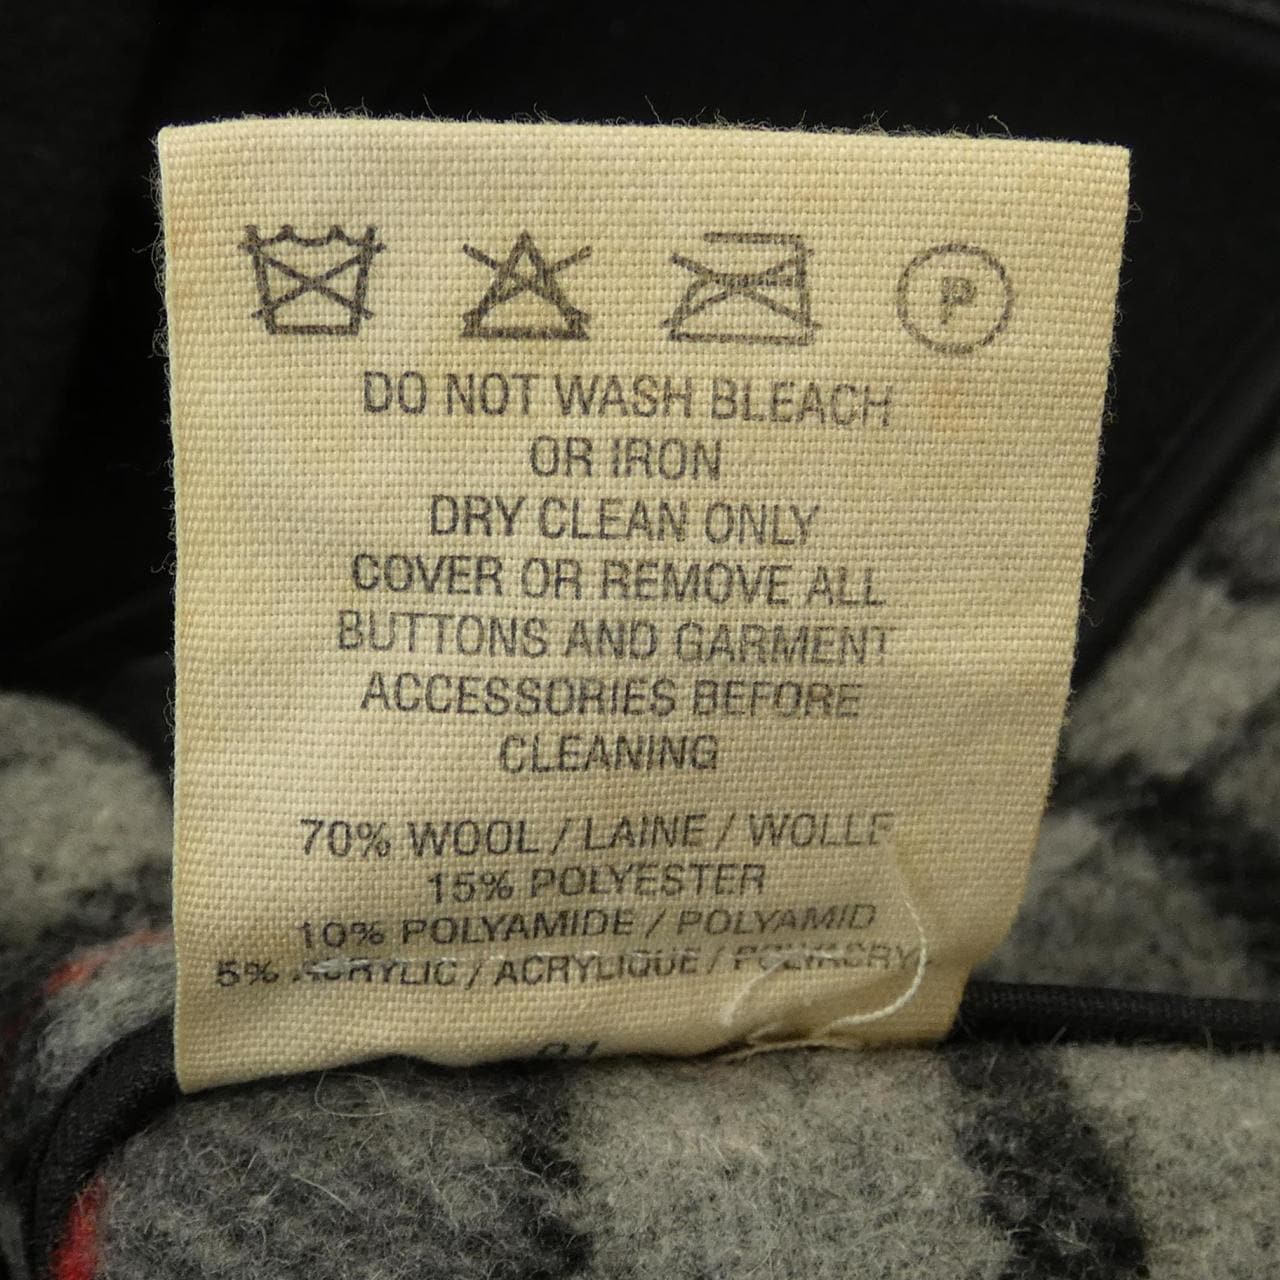 P
DO NOT WASH BLEACH
OR IRON
DRY CLEAN ONLY
COVER OR REMOVE ALL
BUTTONS AND GARMENT
ACCESSORIES BEFORE
CLEANING
70% WOOL / LAINE / WOLLE
15% POLYESTER
10% POLYAMIDE / POLYAMID
5% ACRYLIC / ACRYLIQUE / POLYACRYL